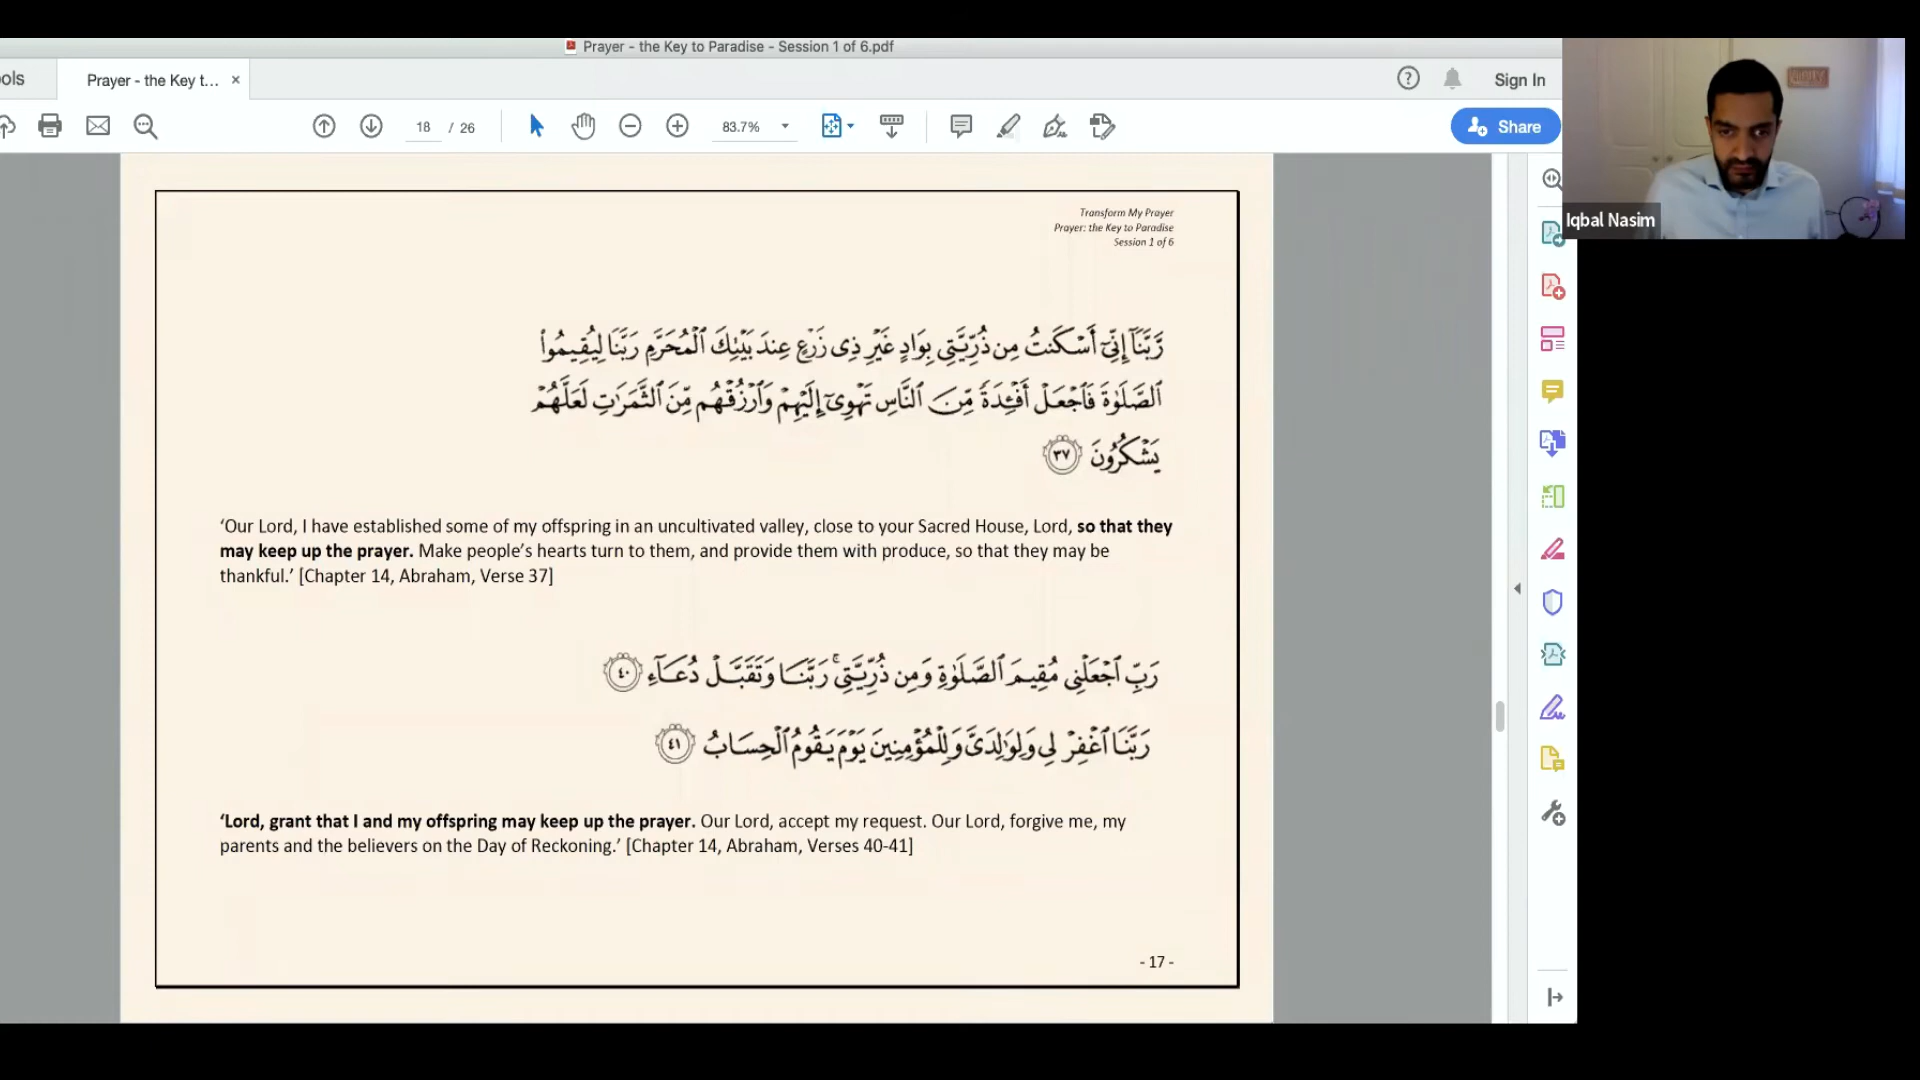 Prayer - the Key to Paradise - Session 1 of 6.pdf
ols
Prayer - the Key t... ×
Sign In
18 / 26
83.7%
Share
Iqbal Nasim
Transform My Prayer
Prayer: the Key to Paradise
Session 1 of 6
رَّبَّنَآ إِنِّىٓ أَسْكَنتُ مِن ذُرِّيَّتِى بِوَادٍ غَيْرِ ذِى زَرْعٍ عِندَ بَيْتِكَ ٱلْمُحَرَّمِ رَبَّنَا لِيُقِيمُوا۟
ٱلصَّلَوٰةَ فَٱجْعَلْ أَفْـِٔدَةً مِّنَ ٱلنَّاسِ تَهْوِىٓ إِلَيْهِمْ وَٱرْزُقْهُم مِّنَ ٱلثَّمَرَٰتِ لَعَلَّهُمْ
يَشْكُرُونَ ٣٧
‘Our Lord, I have established some of my offspring in an uncultivated valley, close to your Sacred House, Lord, so that they
may keep up the prayer. Make people’s hearts turn to them, and provide them with produce, so that they may be
thankful.’ [Chapter 14, Abraham, Verse 37]
رَبِّ ٱجْعَلْنِى مُقِيمَ ٱلصَّلَوٰةِ وَمِن ذُرِّيَّتِى ۚ رَبَّنَا وَتَقَبَّلْ دُعَآءِ ٤٠
رَبَّنَا ٱغْفِرْ لِى وَلِوَٰلِدَىَّ وَلِلْمُؤْمِنِينَ يَوْمَ يَقُومُ ٱلْحِسَابُ ٤١
‘Lord, grant that I and my offspring may keep up the prayer. Our Lord, accept my request. Our Lord, forgive me, my
parents and the believers on the Day of Reckoning.’ [Chapter 14, Abraham, Verses 40-41]
- 17 -